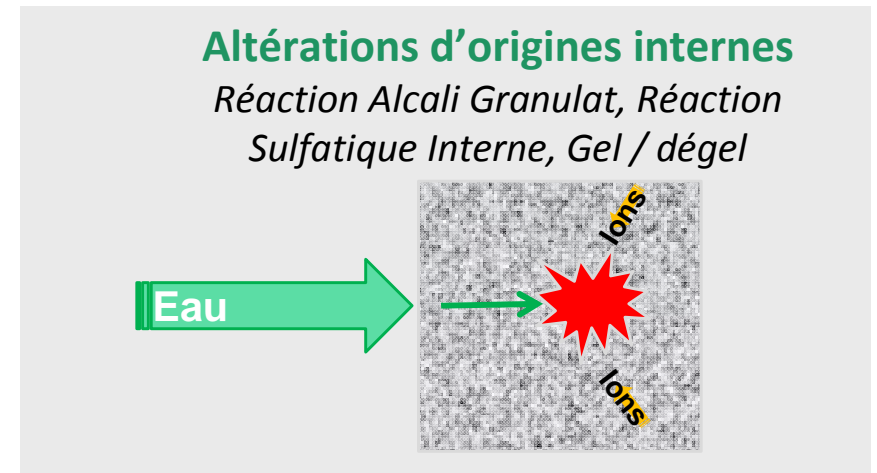 Altérations d’origines internes
Réaction Alcali Granulat, Réaction
Sulfatique Interne, Gel / dégel
Ions
Eau
Ions